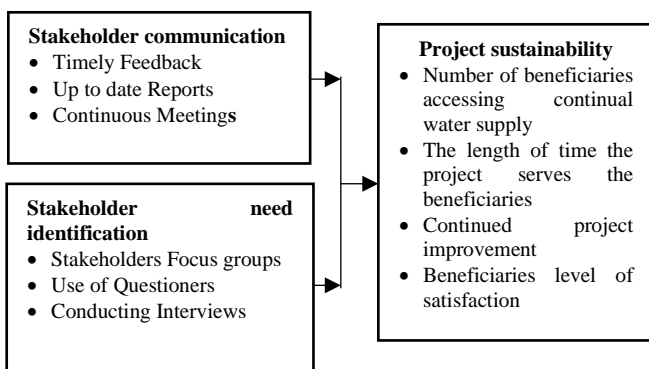 Stakeholder communication
• Timely Feedback
• Up to date Reports
• Continuous Meetings
Stakeholder need
identification
• Stakeholders Focus groups
• Use of Questioners
• Conducting Interviews
Project sustainability
• Number of beneficiaries
accessing continual
water supply
• The length of time the
project serves the
beneficiaries
• Continued project
improvement
• Beneficiaries level of
satisfaction